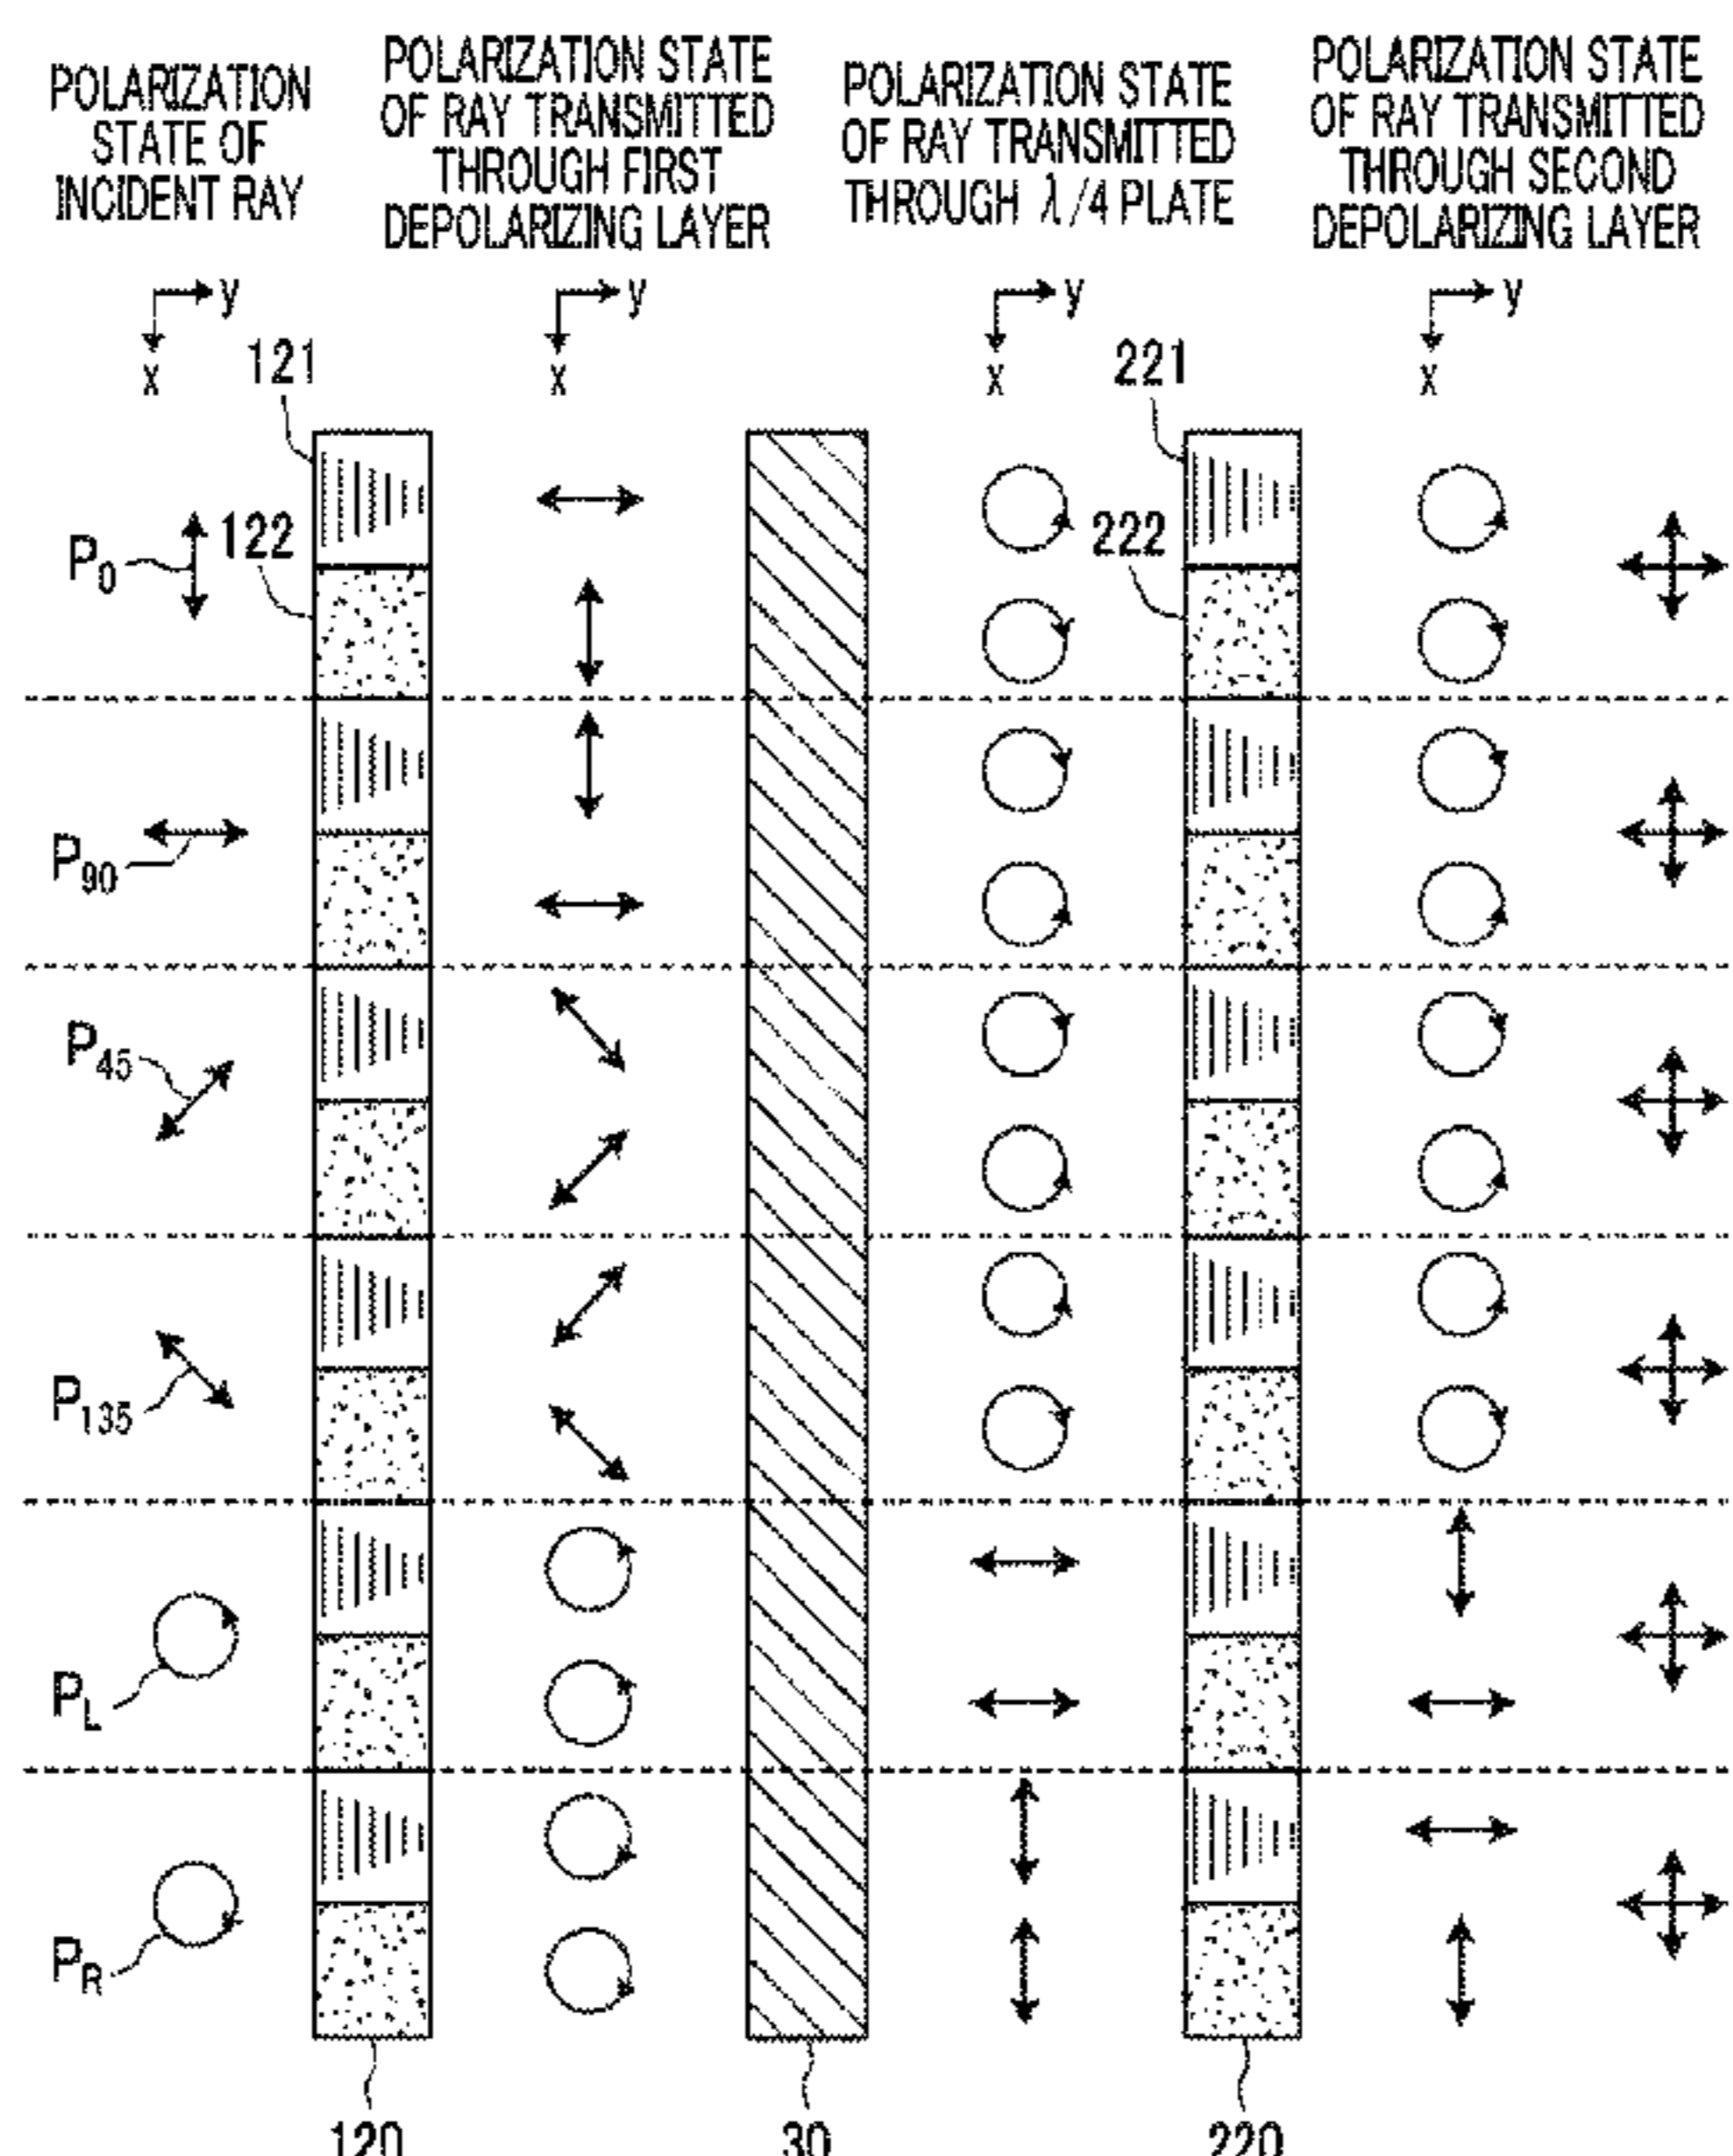 POLARIZATION
STATE OF
INCIDENT RAY
POLARIZATION STATE
OF RAY TRANSMITTED
THROUGH FIRST
DEPOLARIZING LAYER
POLARIZATION STATE
OF RAY TRANSMITTED
THROUGH λ/4 PLATE
POLARIZATION STATE
OF RAY TRANSMITTED
THROUGH SECOND
DEPOLARIZING LAYER
y
x
y
x
y
x
y
x
121
221
122
222
P0
P90
P45
P135
PL
PR
120
30
220